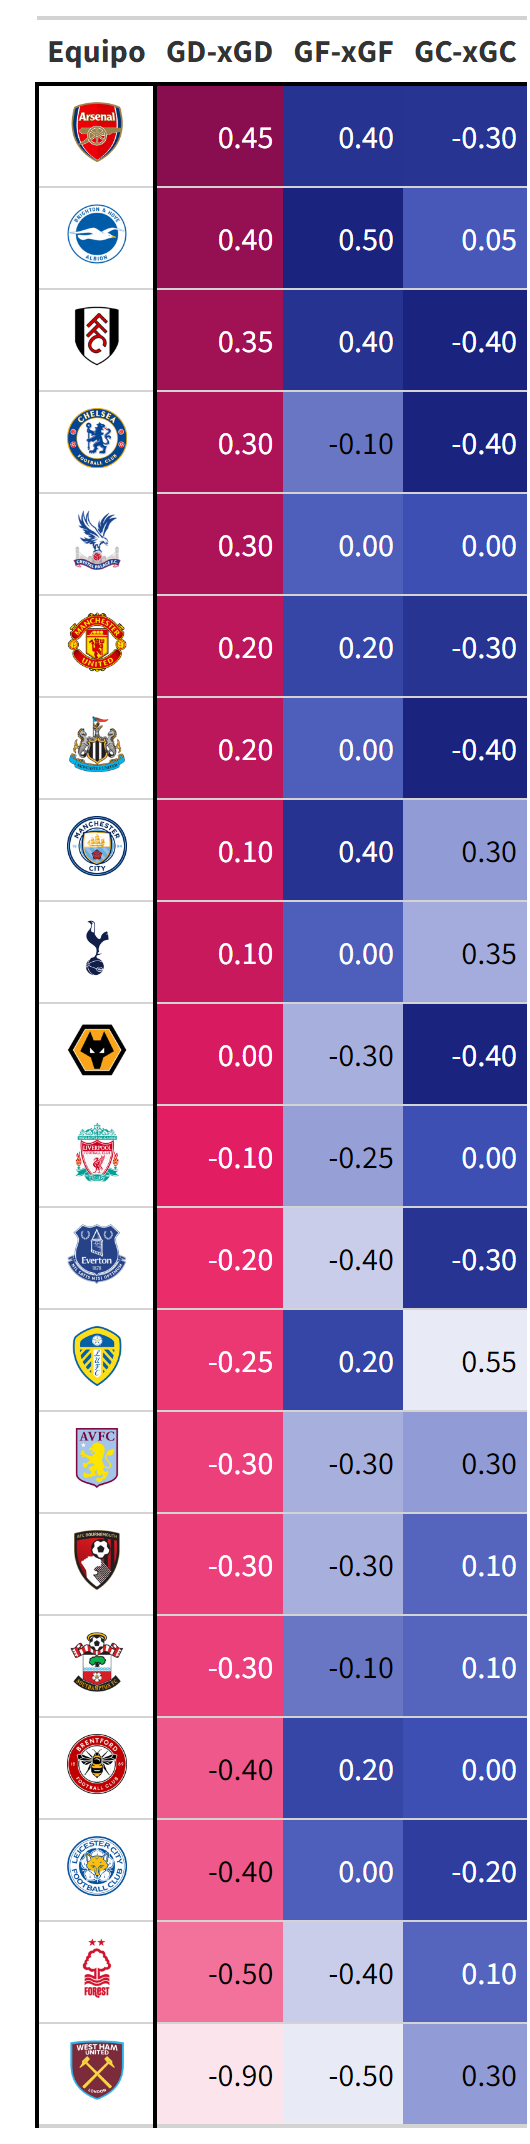 Equipo GD-xGD GF-xGF GC-xGC
Arsenal 0.45 0.40 -0.30
BRIGHTON & HOVE ALBION 0.40 0.50 0.05
FFC 0.35 0.40 -0.40
CHELSEA FOOTBALL CLUB 0.30 -0.10 -0.40
CRYSTAL PALACE F.C. 0.30 0.00 0.00
MANCHESTER UNITED 0.20 0.20 -0.30
0.20 0.00 -0.40
MANCHESTER CITY 0.10 0.40 0.30
0.10 0.00 0.35
0.00 -0.30 -0.40
LIVERPOOL -0.10 -0.25 0.00
Everton -0.20 -0.40 -0.30
-0.25 0.20 0.55
AVFC -0.30 -0.30 0.30
AFC BOURNEMOUTH -0.30 -0.30 0.10
-0.30 -0.10 0.10
BRENTFORD FOOTBALL CLUB -0.40 0.20 0.00
LEICESTER CITY FOOTBALL CLUB -0.40 0.00 -0.20
FOREST -0.50 -0.40 0.10
WEST HAM UNITED LONDON -0.90 -0.50 0.30